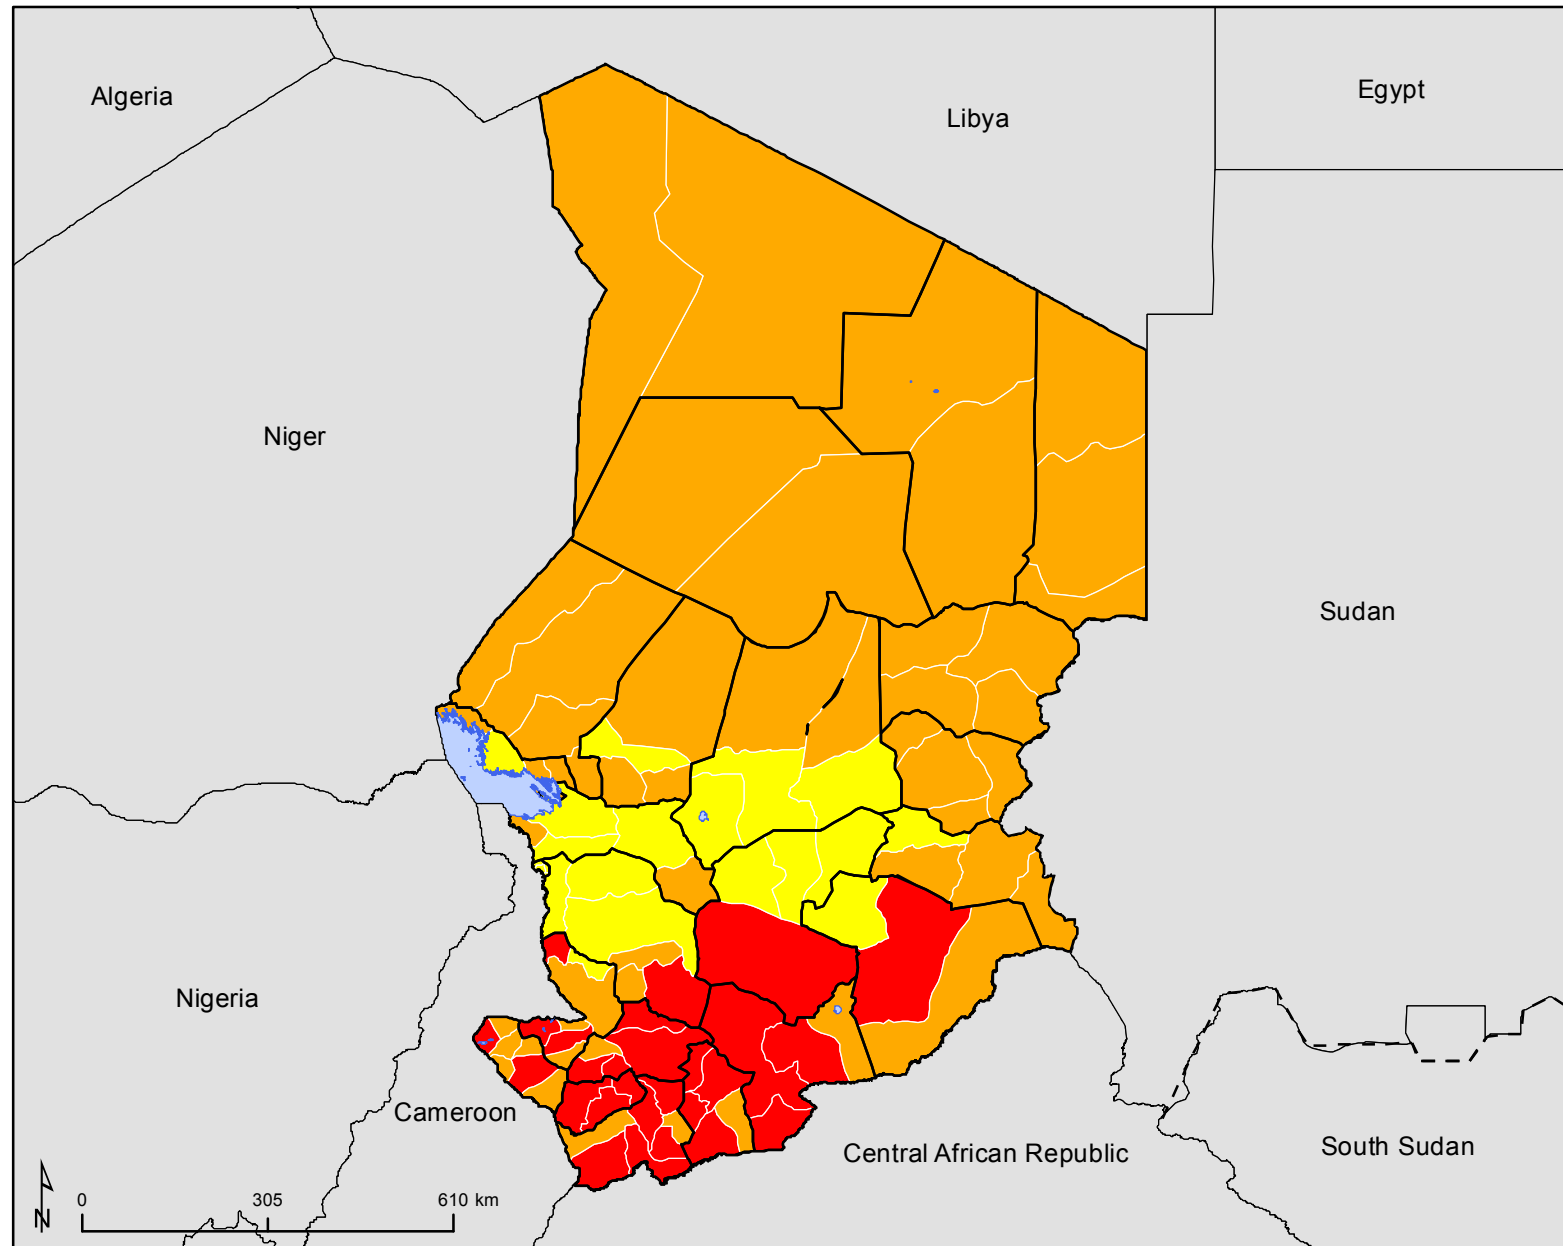 Algeria
Libya
Egypt
Niger
Sudan
Nigeria
Cameroon
Central African Republic
South Sudan
N
0 305 610 km